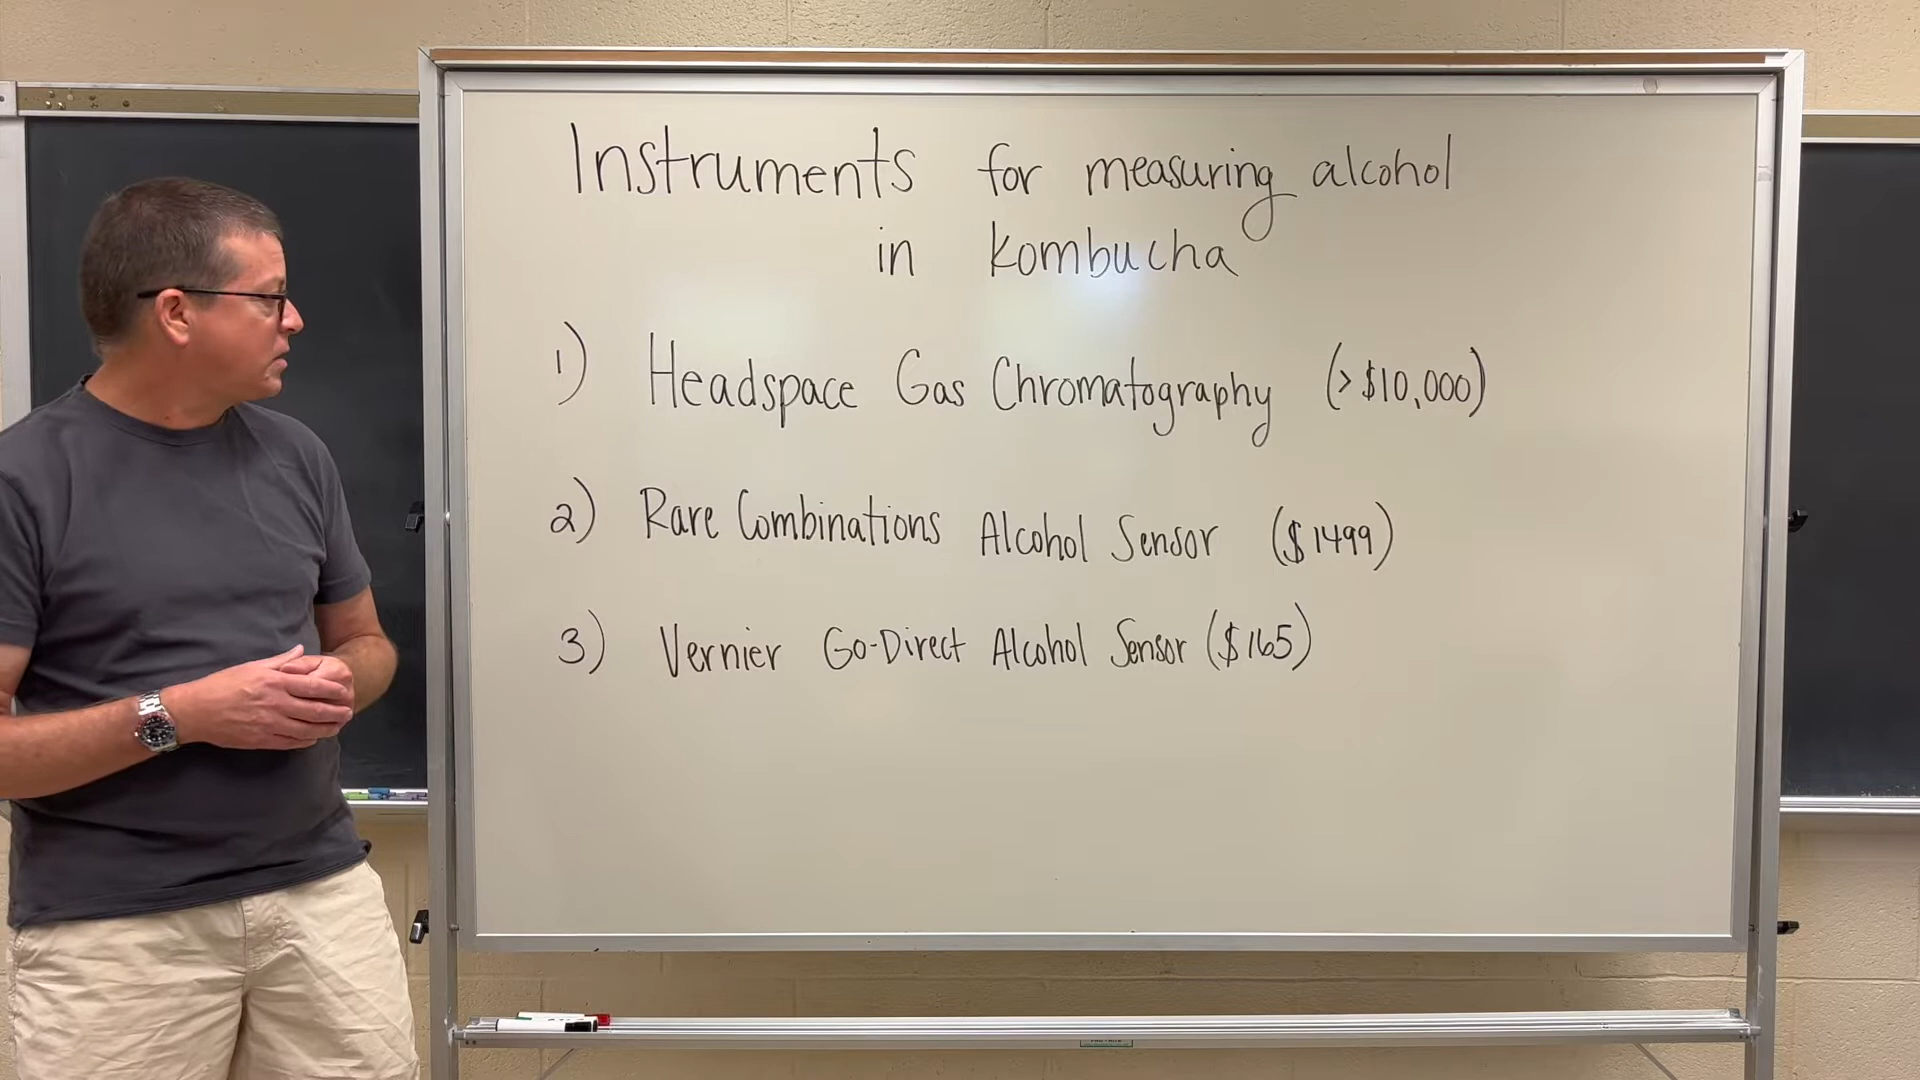 Instruments for measuring alcohol
in kombucha
1) Headspace Gas Chromatography (> $10,000)
2) Rare Combinations Alcohol Sensor ($1499)
3) Vernier Go-Direct Alcohol Sensor ($165)